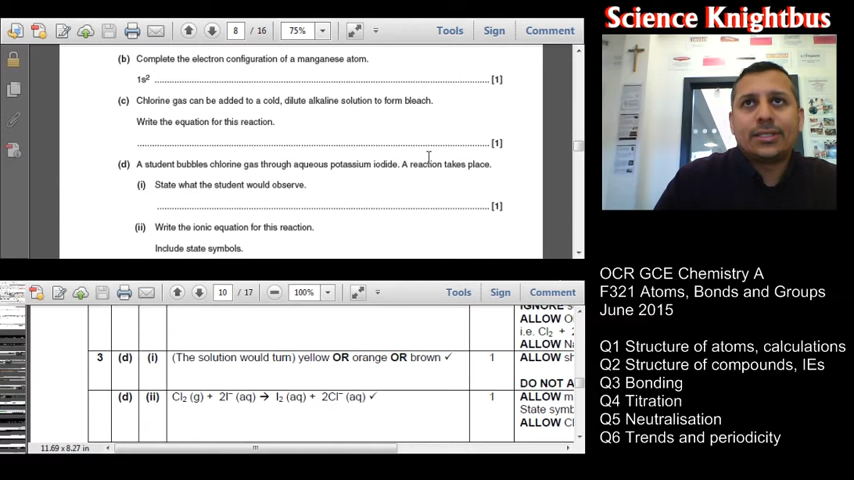 Science Knightbus
8 / 16
75%
Tools
Sign
Comment
(b) Complete the electron configuration of a manganese atom.
1s² ........................................ [1]
(c) Chlorine gas can be added to a cold, dilute alkaline solution to form bleach.
Write the equation for this reaction.
........................................ [1]
(d) A student bubbles chlorine gas through aqueous potassium iodide. A reaction takes place.
(i) State what the student would observe.
........................................ [1]
(ii) Write the ionic equation for this reaction.
Include state symbols.
10 / 17
100%
Tools
Sign
Comment
ALLOW O
i.e. Cl₂ + 2
ALLOW Na
3 (d) (i) (The solution would turn) yellow OR orange OR brown ✓ 1 ALLOW sh
DO NOT A
(d) (ii) Cl₂ (g) + 2I⁻ (aq) → I₂ (aq) + 2Cl⁻ (aq) ✓ 1 ALLOW m
State symb
ALLOW Cl
11.69 x 8.27 in
OCR GCE Chemistry A
F321 Atoms, Bonds and Groups
June 2015
Q1 Structure of atoms, calculations
Q2 Structure of compounds, IEs
Q3 Bonding
Q4 Titration
Q5 Neutralisation
Q6 Trends and periodicity